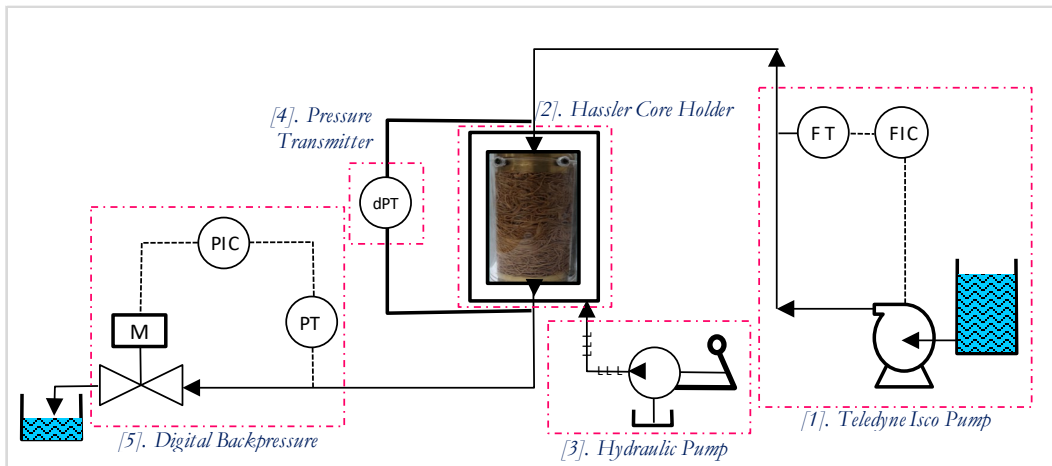 [2]. Hassler Core Holder
[4]. Pressure
Transmitter
FT
FIC
dPT
PIC
PT
M
[1]. Teledyne Isco Pump
[3]. Hydraulic Pump
[5]. Digital Backpressure